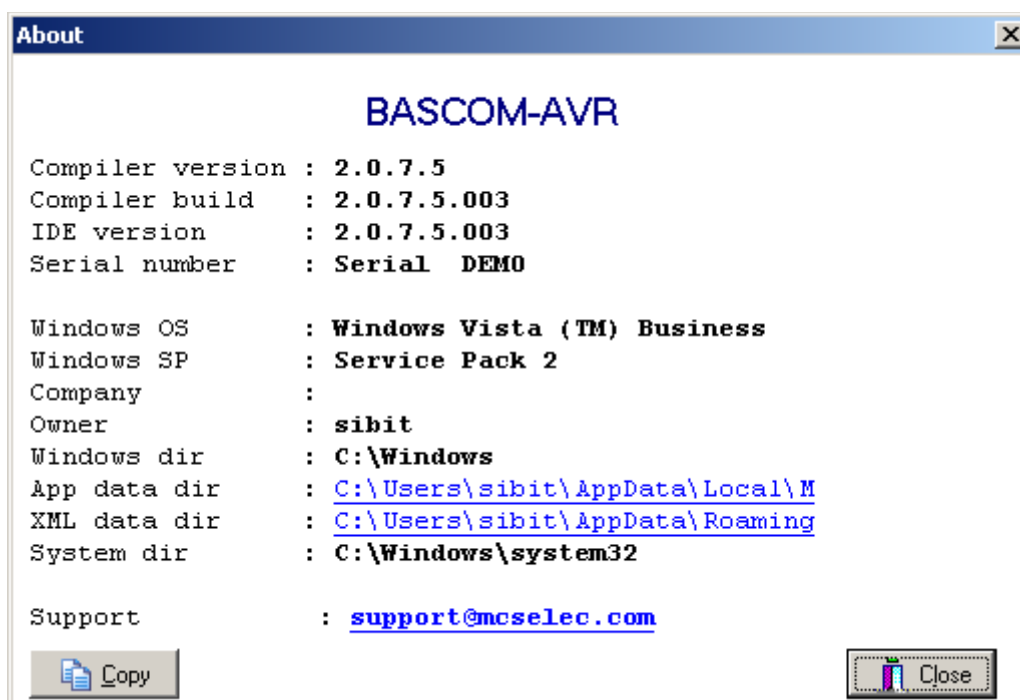 About
BASCOM-AVR
Compiler version : 2.0.7.5
Compiler build : 2.0.7.5.003
IDE version : 2.0.7.5.003
Serial number : Serial DEMO
Windows OS : Windows Vista (TM) Business
Windows SP : Service Pack 2
Company :
Owner : sibit
Windows dir : C:\Windows
App data dir : C:\Users\sibit\AppData\Local\M
XML data dir : C:\Users\sibit\AppData\Roaming
System dir : C:\Windows\system32
Support : support@mcselec.com
Copy Close